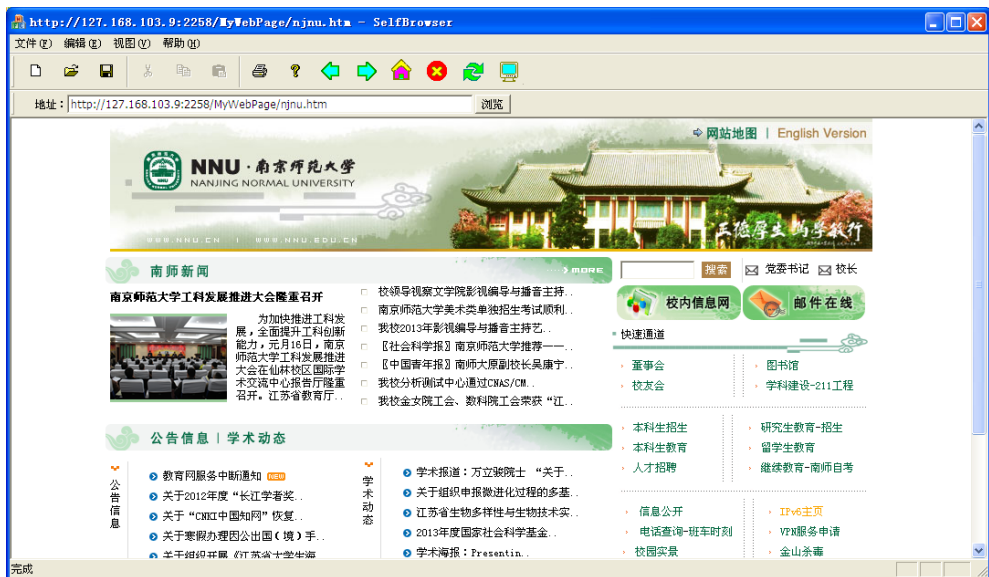 http://127.168.103.9:2258/MyWebPage/njnu.htm - SelfBrowser
文件(F) 编辑(E) 视图(V) 帮助(H)
地址: http://127.168.103.9:2258/MyWebPage/njnu.htm 浏览
网站地图 | English Version
NNU·南京师范大学
NANJING NORMAL UNIVERSITY
正德厚生 笃学敏行
WWW.NNU.CN | WWW.NNU.EDU.CN
南师新闻
MORE
搜索 党委书记 校长
南京师范大学工科发展推进大会隆重召开
为加快推进工科发
展，全面提升工科创新
能力，元月16日，南京
师范大学工科发展推进
大会在仙林校区国际学
术交流中心报告厅隆重
召开。江苏省教育厅..
校领导视察文学院影视编导与播音主持..
南京师范大学美术类单独招生考试顺利..
我校2013年影视编导与播音主持艺..
〖社会科学报〗南京师范大学推荐一一..
〖中国青年报〗南师大原副校长吴康宁..
我校分析测试中心通过CNAS/CM..
我校金女院工会、数科院工会荣获“江..
校内信息网 邮件在线
快速通道
董事会 图书馆
校友会 学科建设-211工程
本科生招生 研究生教育-招生
本科生教育 留学生教育
人才招聘 继续教育-南师自考
信息公开 IPv6主页
电话查询-班车时刻 VPN服务申请
校园实景 金山杀毒
公告信息 | 学术动态
公告信息
教育网服务中断通知 NEW
关于2012年度“长江学者奖..
关于“CNKI中国知网”恢复..
关于寒假办理因公出国(境)手..
关于组织开展《江苏省大学生海
学术动态
学术报道：万立骏院士 “关于..
关于组织申报微进化过程的多基..
江苏省生物多样性与生物技术实..
2013年度国家社会科学基金..
学术海报：Presentin..
完成